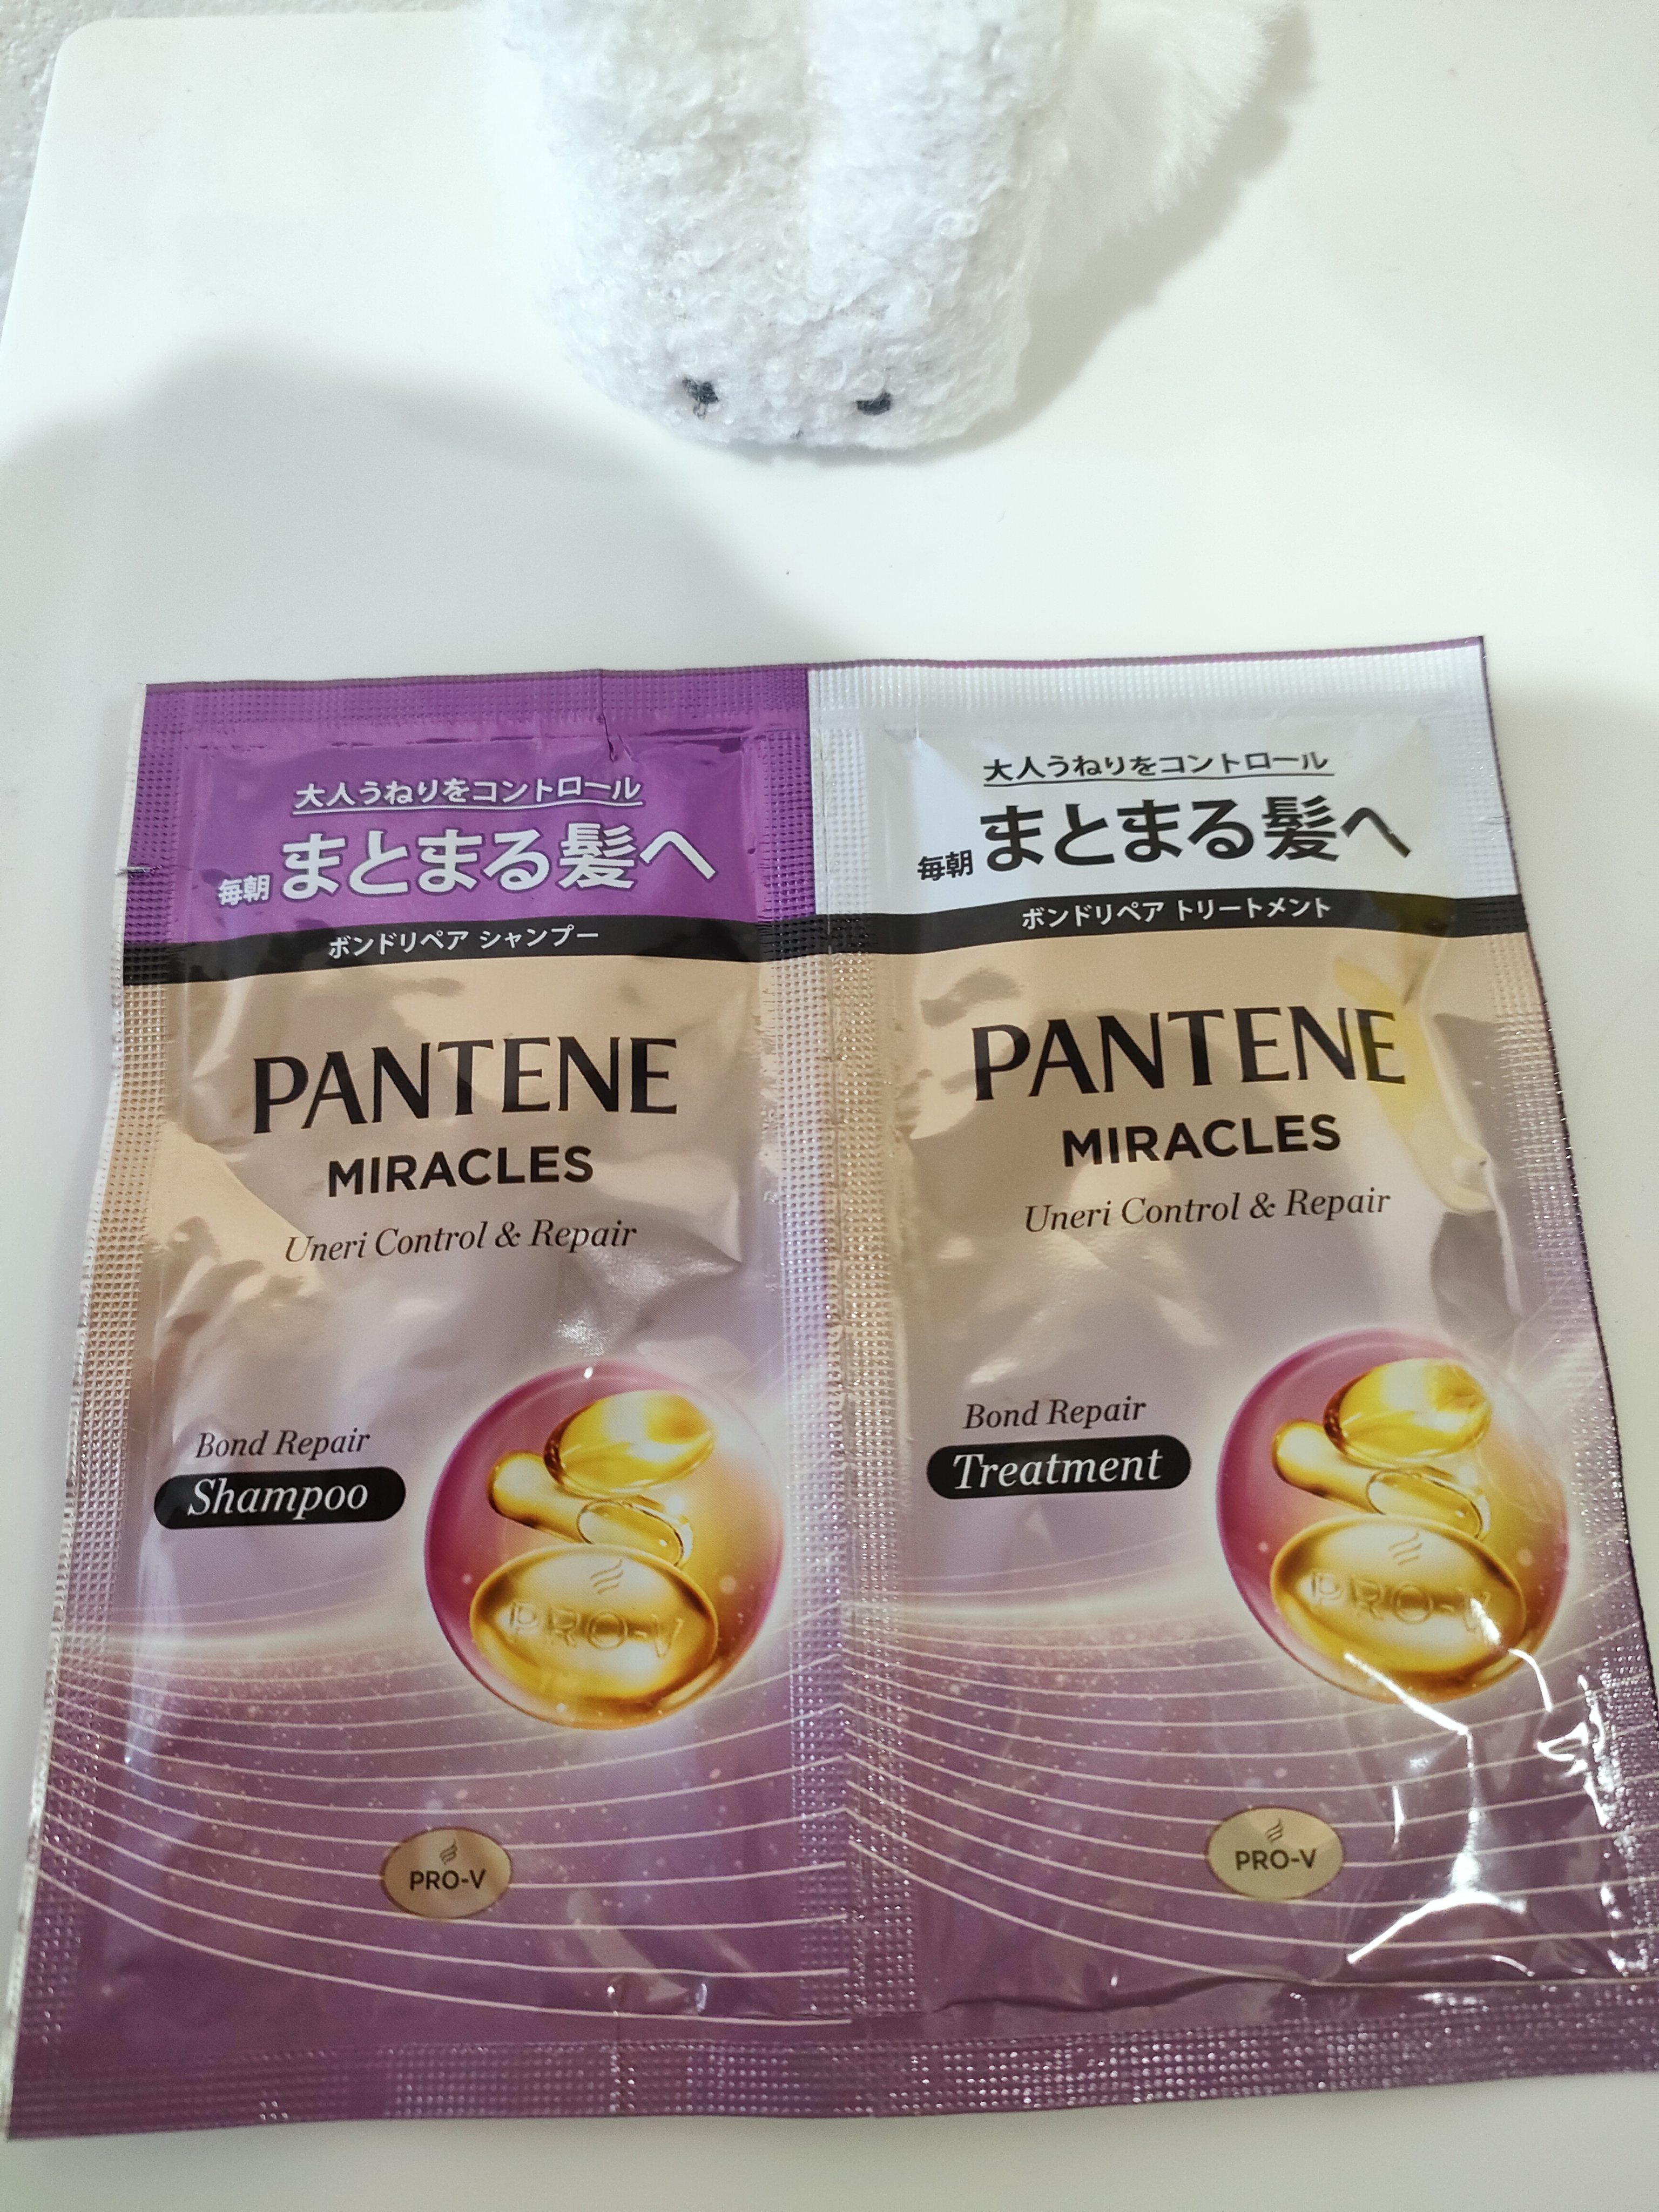 大人うねりをコントロール
毎朝 まとまる髪へ
ボンドリペア シャンプー
PANTENE
MIRACLES
Uneri Control & Repair
Bond Repair
Shampoo
PRO-V
PRO-V
大人うねりをコントロール
毎朝 まとまる髪へ
ボンドリペア トリートメント
PANTENE
MIRACLES
Uneri Control & Repair
Bond Repair
Treatment
PRO-V
PRO-V